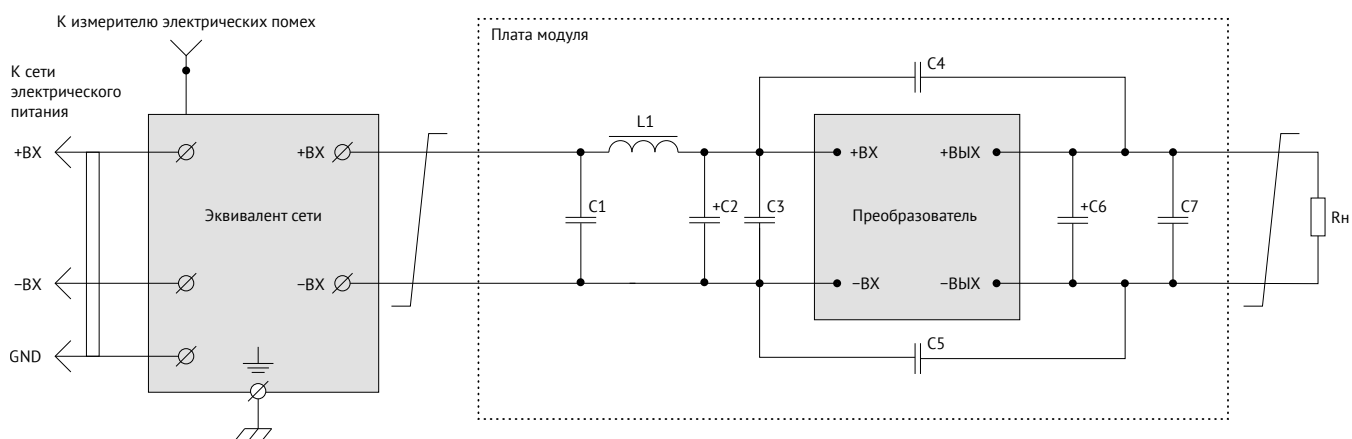 К измерителю электрических помех
Плата модуля
К сети
электрического
питания
C4
L1
+ВХ
+ВХ
+ВХ
+ВЫХ
Эквивалент сети
C1
+C2
C3
Преобразователь
+C6
C7
Rн
−ВХ
−ВХ
−ВХ
−ВЫХ
C5
GND